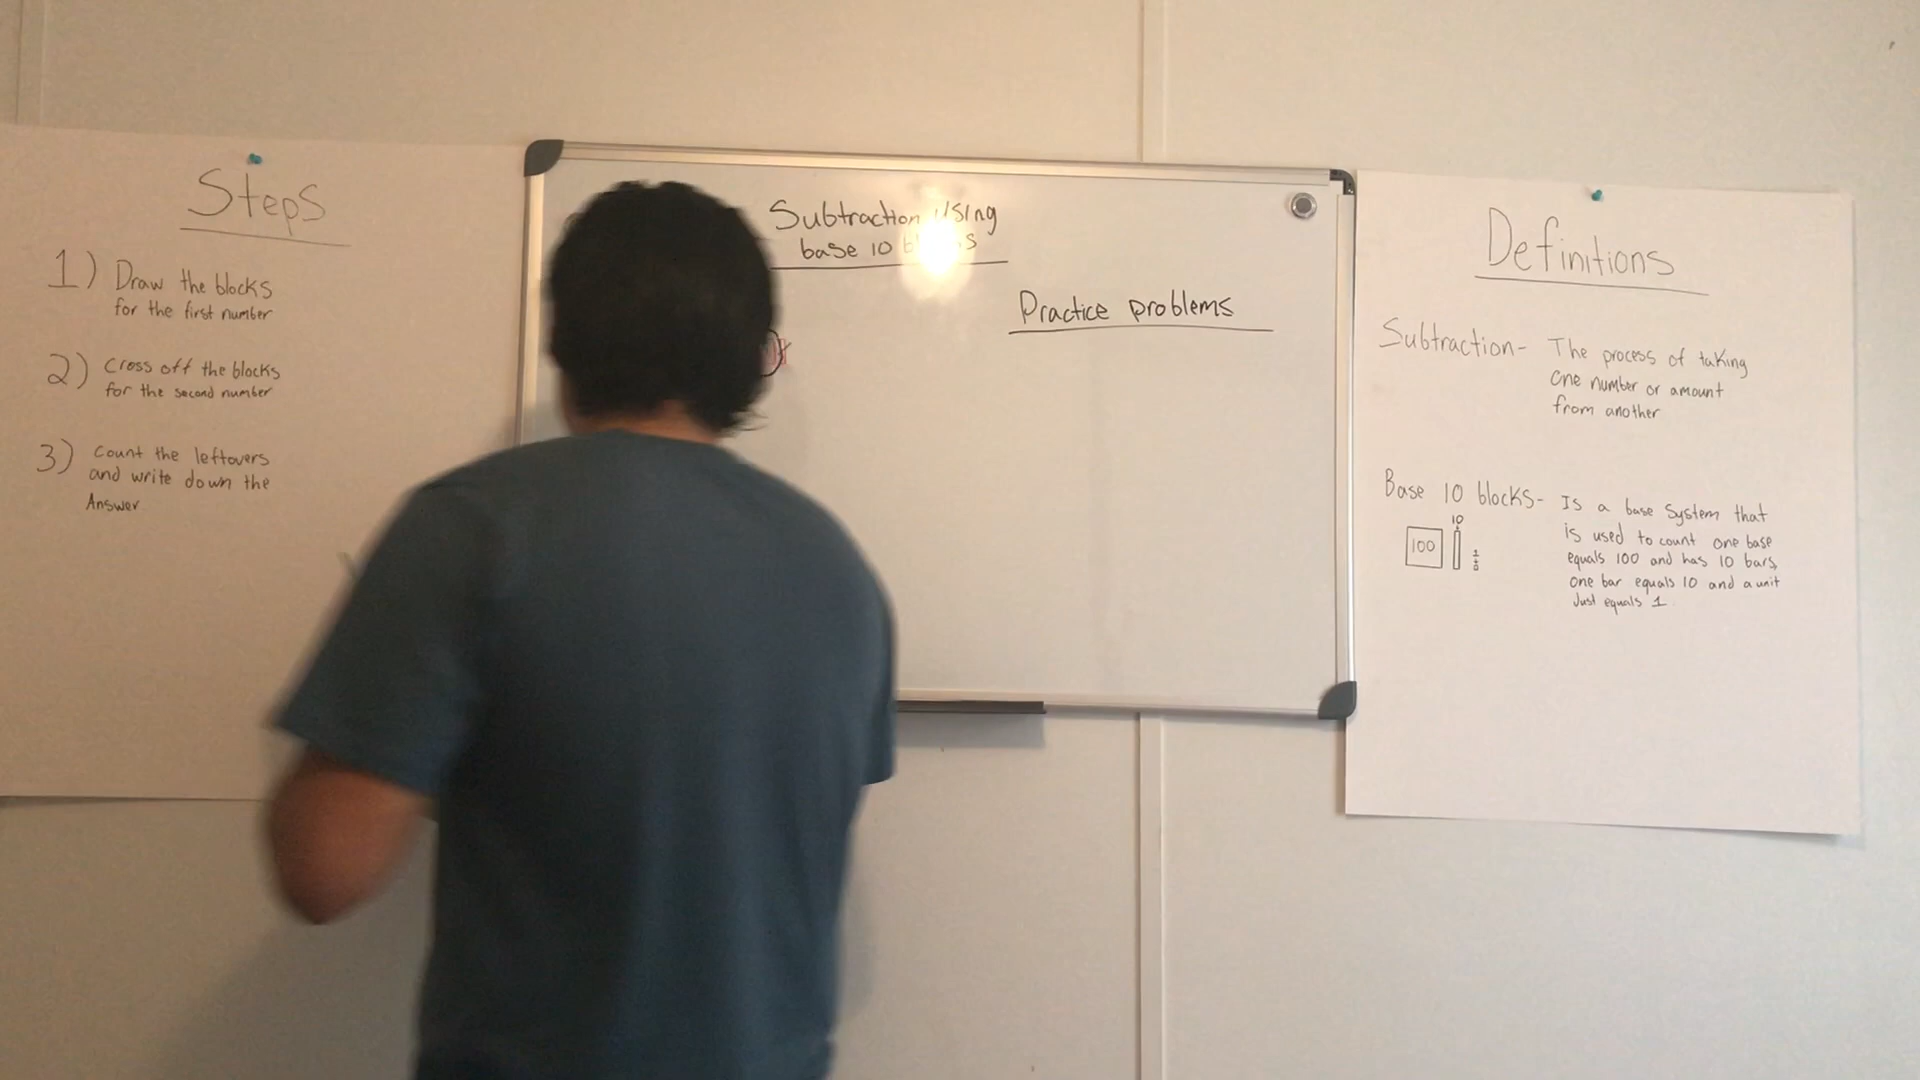 Steps
1) Draw the blocks
for the first number
2) Cross off the blocks
for the second number
3) Count the leftovers
and write down the
Answer
Subtraction Using
base 10
Practice problems
Definitions
Subtraction- The process of taking
one number or amount
from another
Base 10 blocks- Is a base System that
is used to count one base
equals 100 and has 10 bars,
one bar equals 10 and a unit
Just equals 1
10
100
1